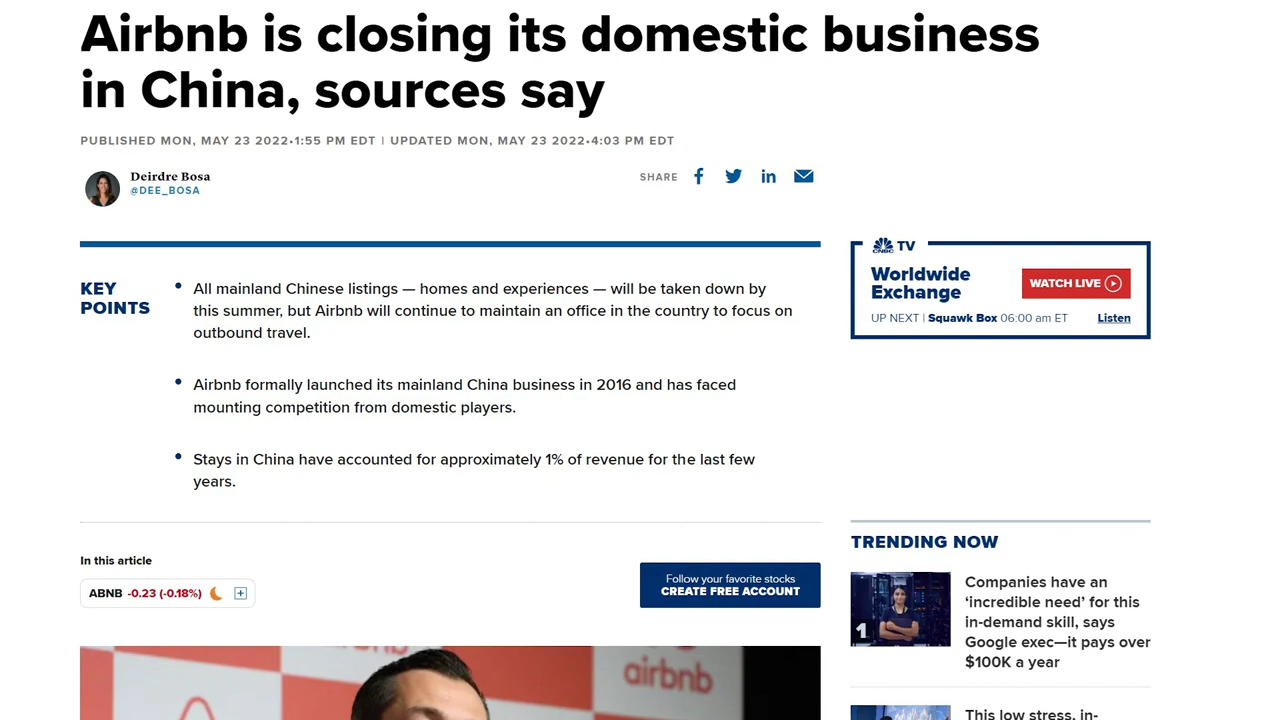 Airbnb is closing its domestic business
in China, sources say
PUBLISHED MON, MAY 23 2022•1:55 PM EDT | UPDATED MON, MAY 23 2022•4:03 PM EDT
Deirdre Bosa
@DEE_BOSA
SHARE
KEY
POINTS
• All mainland Chinese listings — homes and experiences — will be taken down by
this summer, but Airbnb will continue to maintain an office in the country to focus on
outbound travel.
• Airbnb formally launched its mainland China business in 2016 and has faced
mounting competition from domestic players.
• Stays in China have accounted for approximately 1% of revenue for the last few
years.
In this article
ABNB -0.23 (-0.18%)
Follow your favorite stocks
CREATE FREE ACCOUNT
airbnb
CNBC TV
Worldwide
Exchange
WATCH LIVE
UP NEXT | Squawk Box 06:00 am ET
Listen
TRENDING NOW
1
Companies have an
‘incredible need’ for this
in-demand skill, says
Google exec—it pays over
$100K a year
This low stress, in-